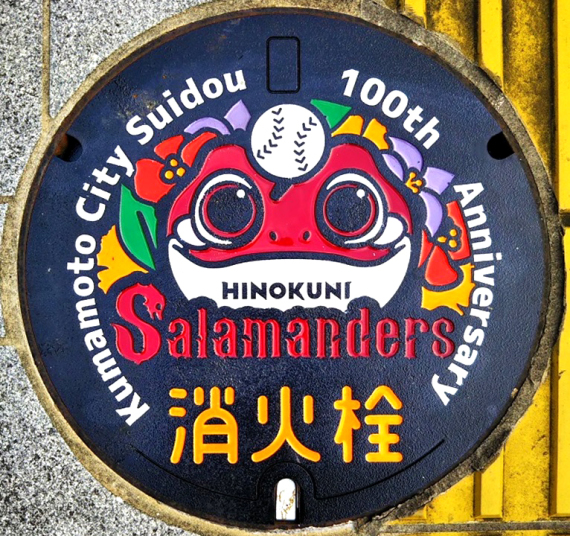 Kumamoto City Suidou 100th Anniversary
HINOKUNI
Salamanders
消火栓